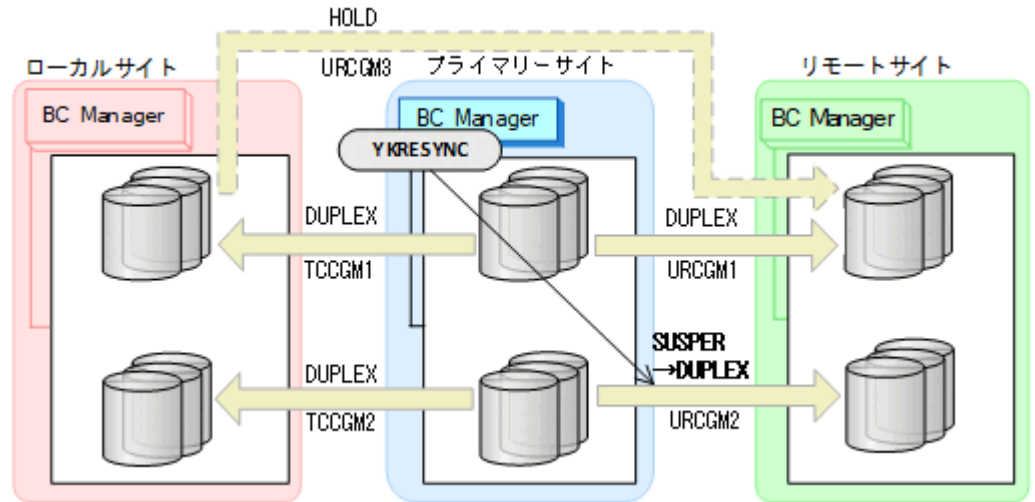 HOLD
ローカルサイト
URCGM3
プライマリーサイト
リモートサイト
BC Manager
BC Manager
BC Manager
YKRESYNC
DUPLEX
DUPLEX
TCCGM1
URCGM1
SUSPER
→DUPLEX
DUPLEX
TCCGM2
URCGM2